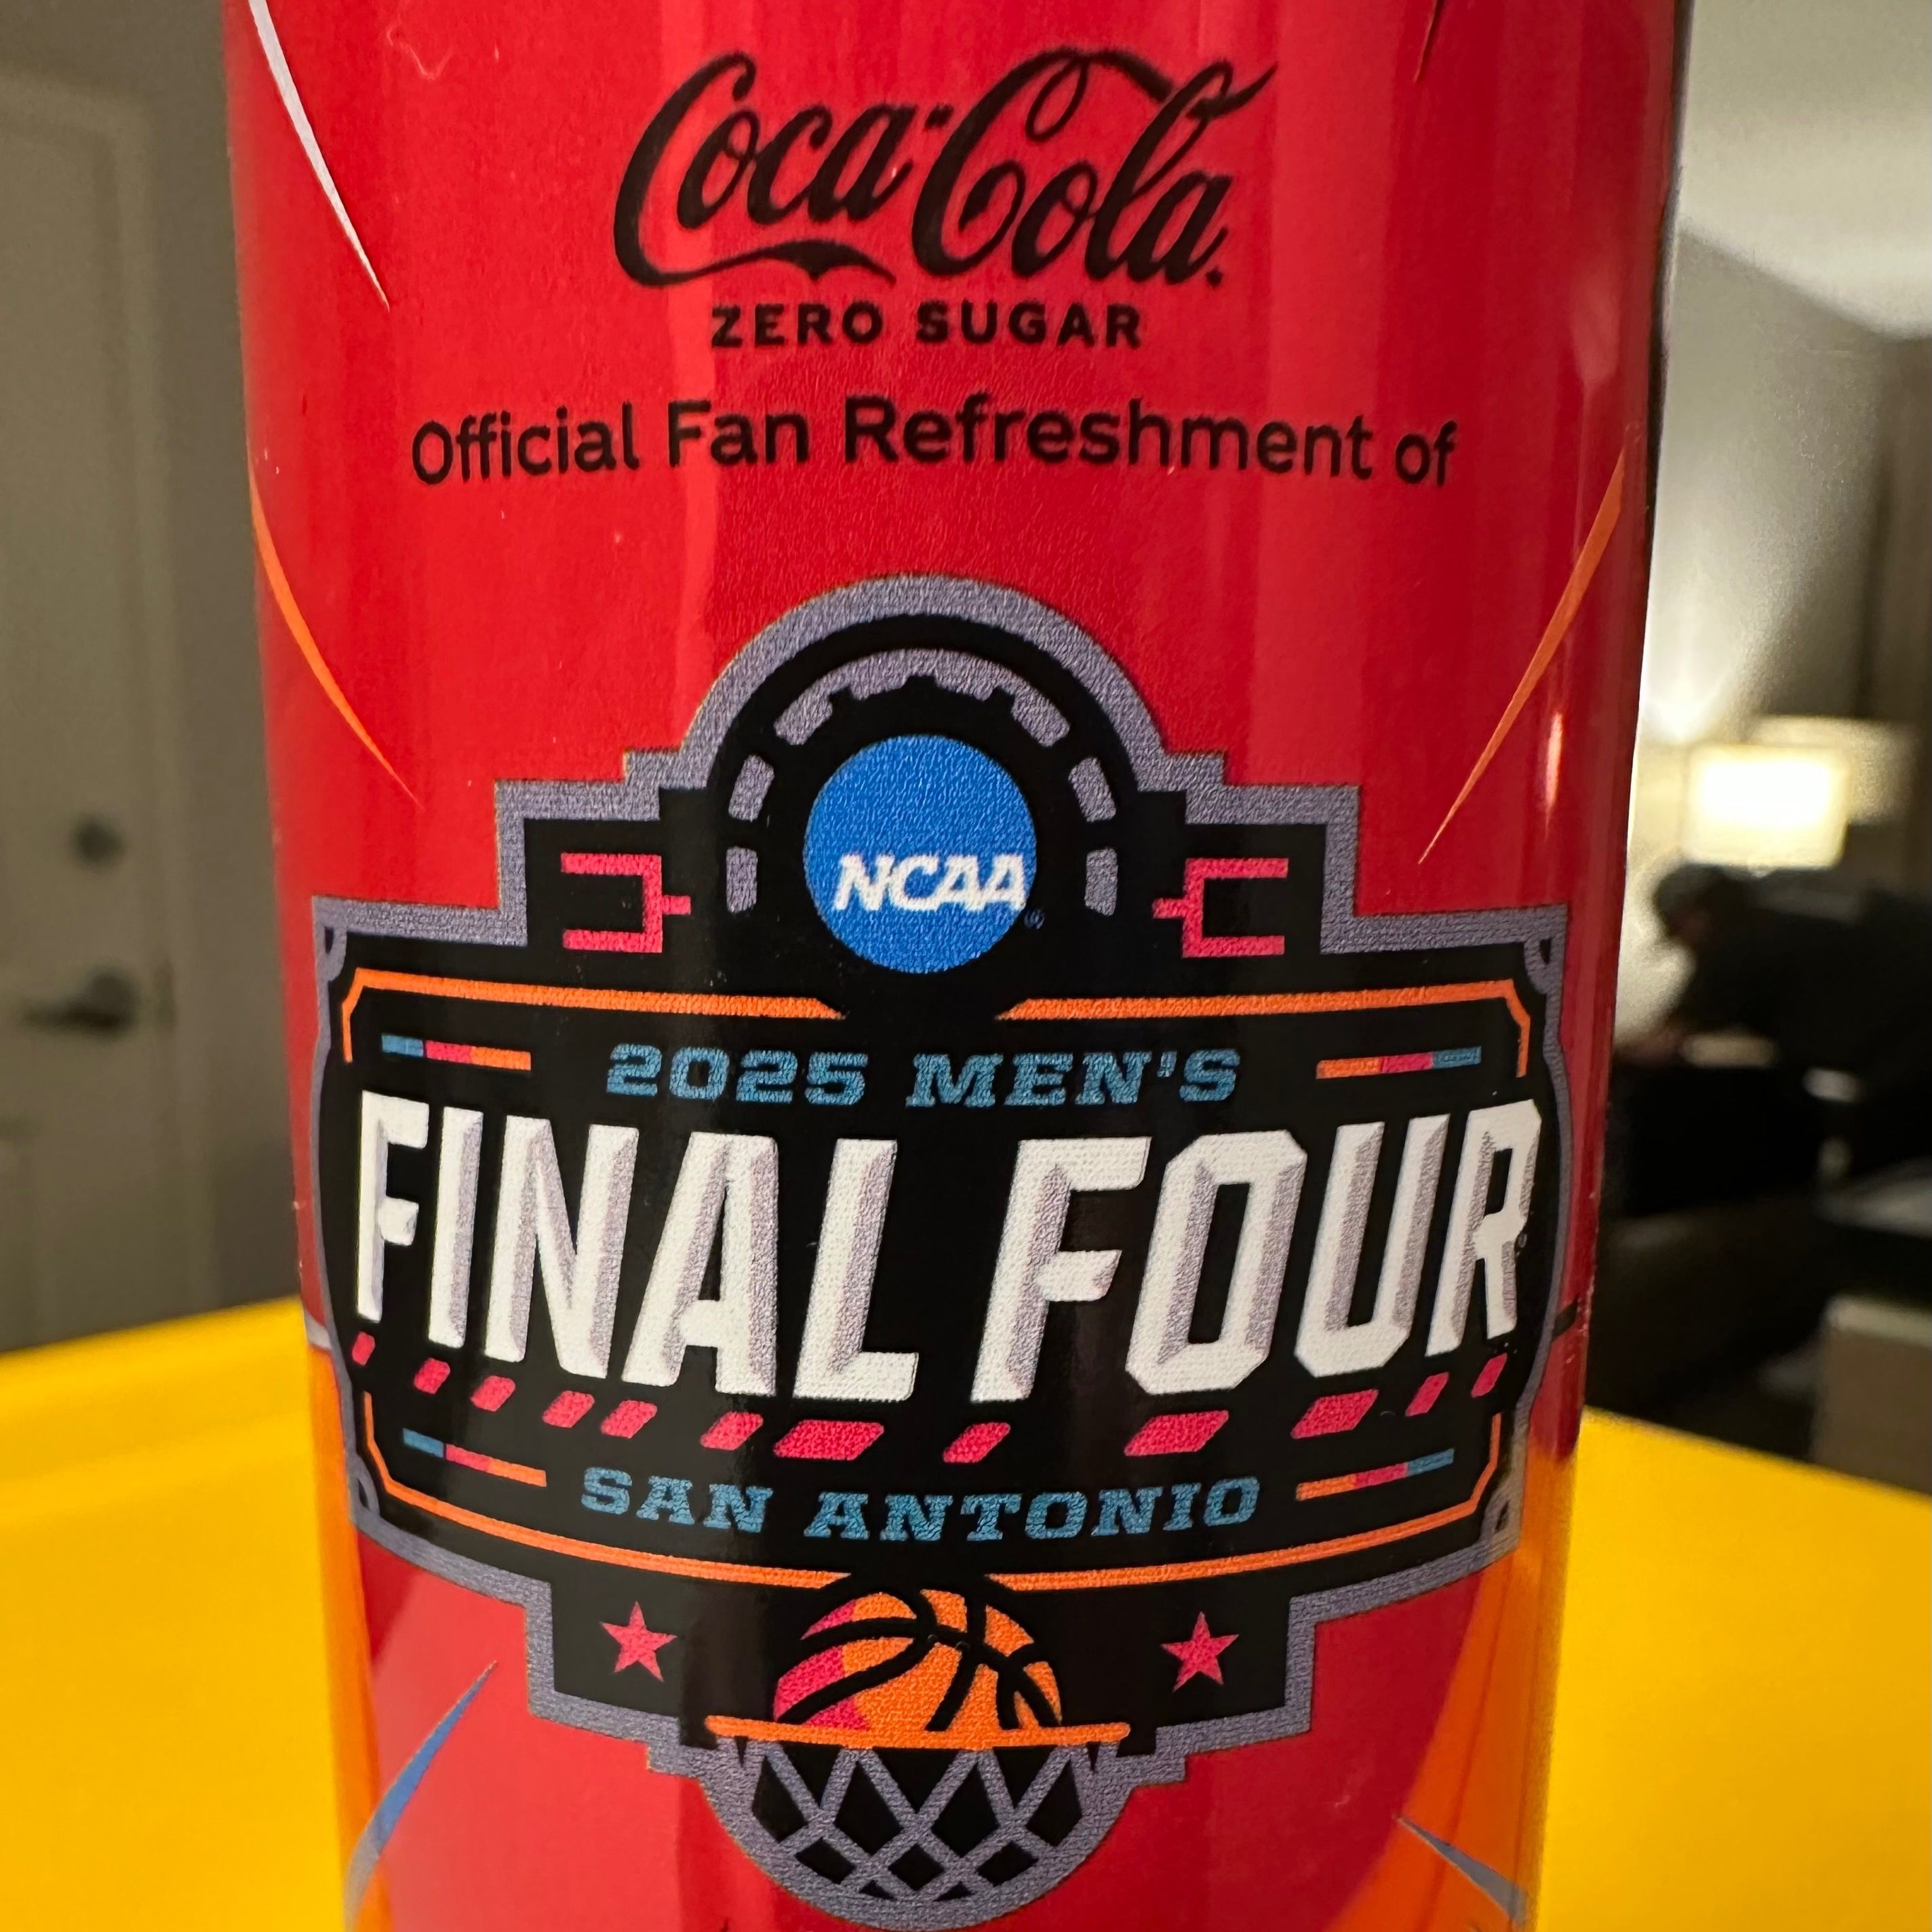 Coca-Cola
ZERO SUGAR
Official Fan Refreshment of
NCAA
2025 MEN'S
FINAL FOUR
SAN ANTONIO